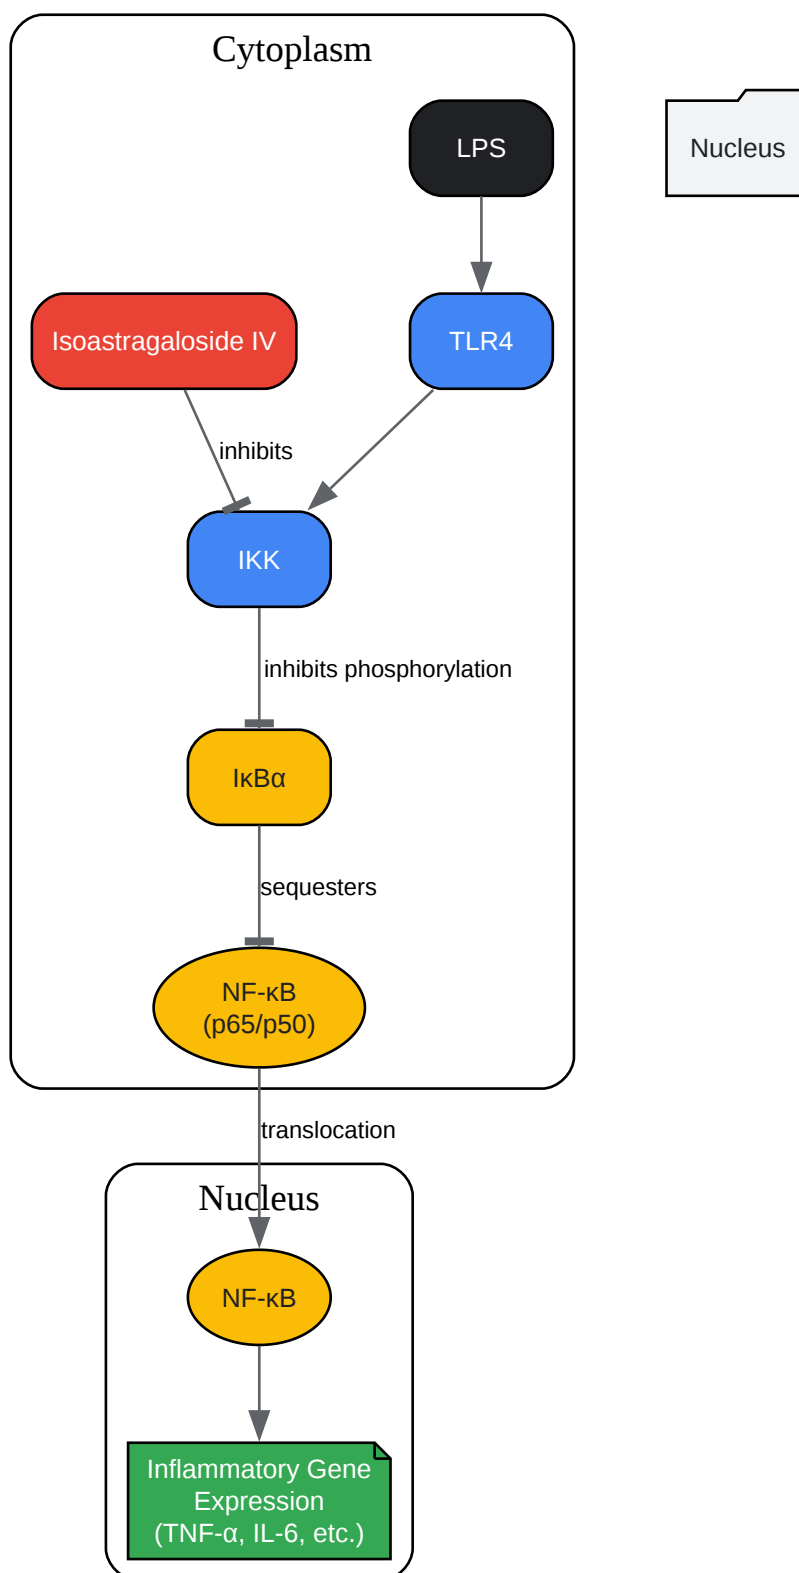 Cytoplasm
LPS
Nucleus
Isoastragaloside IV
TLR4
inhibits
IKK
inhibits phosphorylation
IκBα
sequesters
NF-κB
(p65/p50)
translocation
Nucleus
NF-κB
Inflammatory Gene
Expression
(TNF-α, IL-6, etc.)